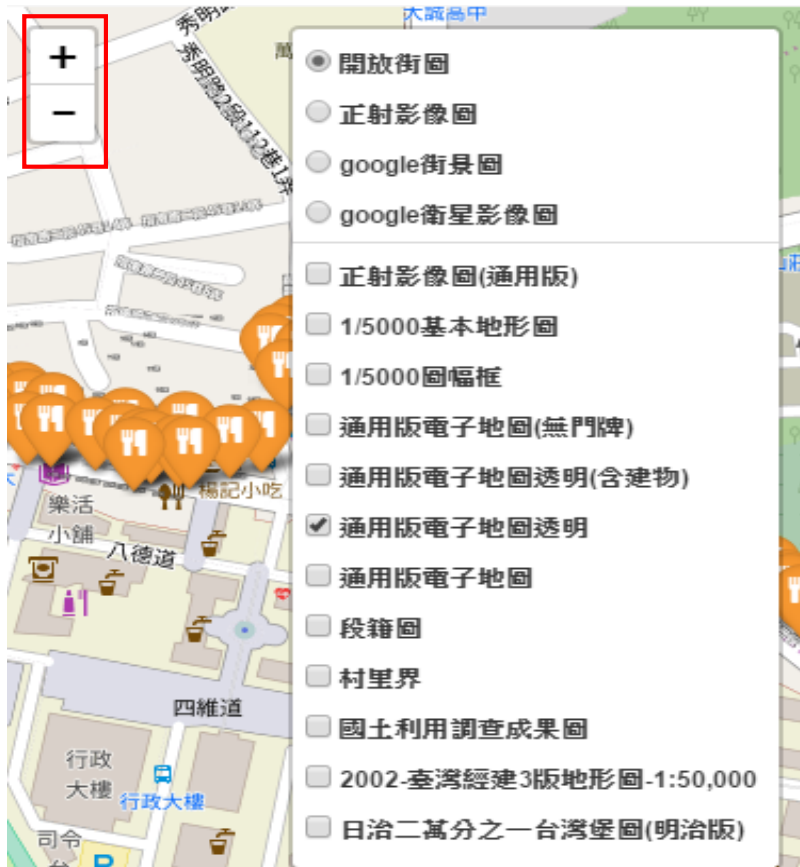 大誠高中
秀明路2段112巷1弄
+
−
開放街圖
正射影像圖
google街景圖
google衛星影像圖
正射影像圖(通用版)
1/5000基本地形圖
1/5000圖幅框
通用版電子地圖(無門牌)
通用版電子地圖透明(含建物)
通用版電子地圖透明
通用版電子地圖
段籍圖
村里界
國土利用調查成果圖
2002-臺灣經建3版地形圖-1:50,000
日治二萬分之一台灣堡圖(明治版)
楊記小吃
樂活
小舖
八德道
四維道
行政
大樓
行政大樓
司令
台
P